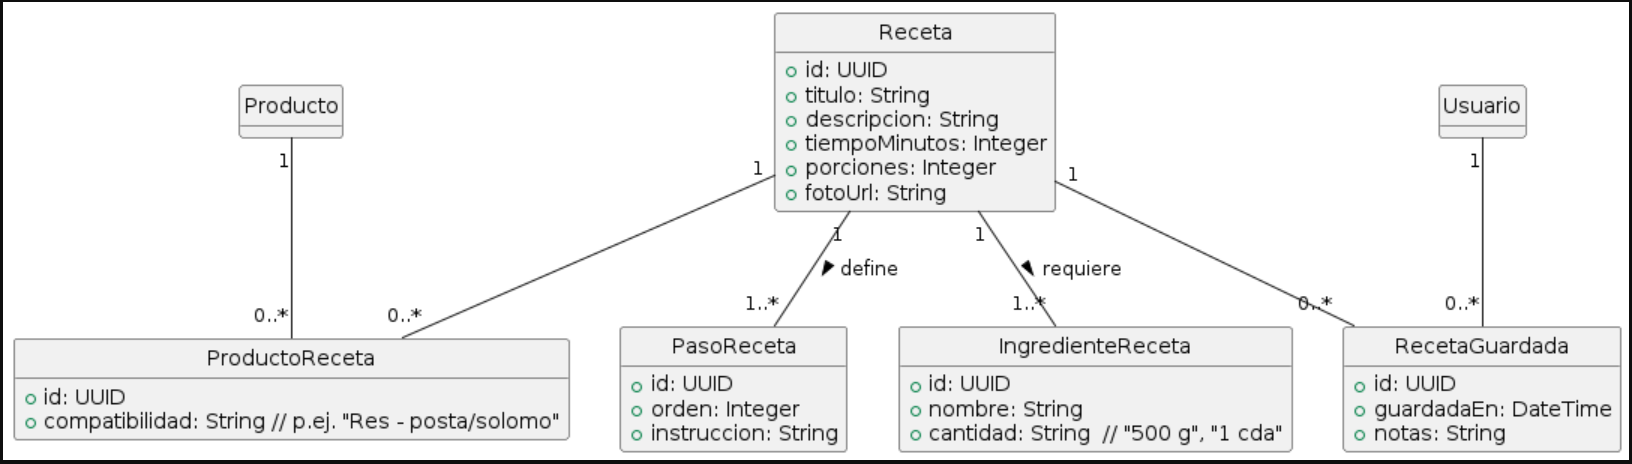 Receta
id: UUID
titulo: String
descripcion: String
tiempoMinutos: Integer
porciones: Integer
fotoUrl: String
Producto
Usuario
1
1
1
1
1
1
define
requiere
0..*
0..*
1..*
1..*
0..*
0..*
ProductoReceta
id: UUID
compatibilidad: String // p.ej. "Res - posta/solomo"
PasoReceta
id: UUID
orden: Integer
instruccion: String
IngredienteReceta
id: UUID
nombre: String
cantidad: String  // "500 g", "1 cda"
RecetaGuardada
id: UUID
guardadaEn: DateTime
notas: String